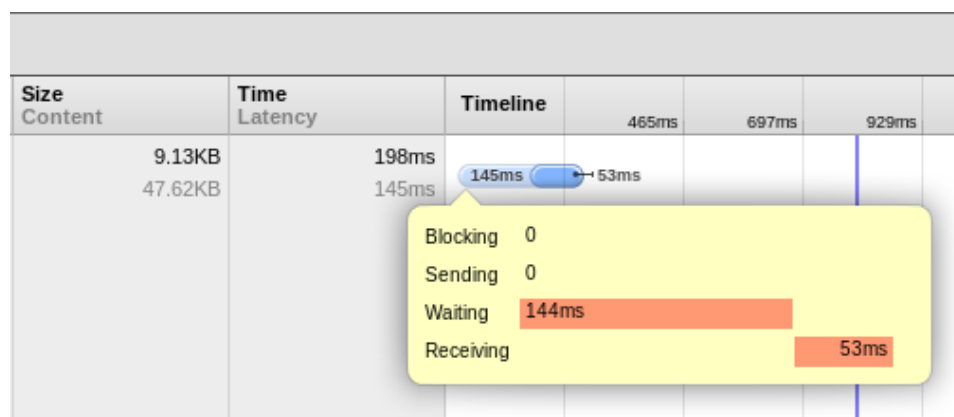 Size Time Timeline
Content Latency 465ms 697ms 929ms
9.13KB 198ms
145ms 53ms
47.62KB 145ms
Blocking 0
Sending 0
Waiting 144ms
Receiving 53ms